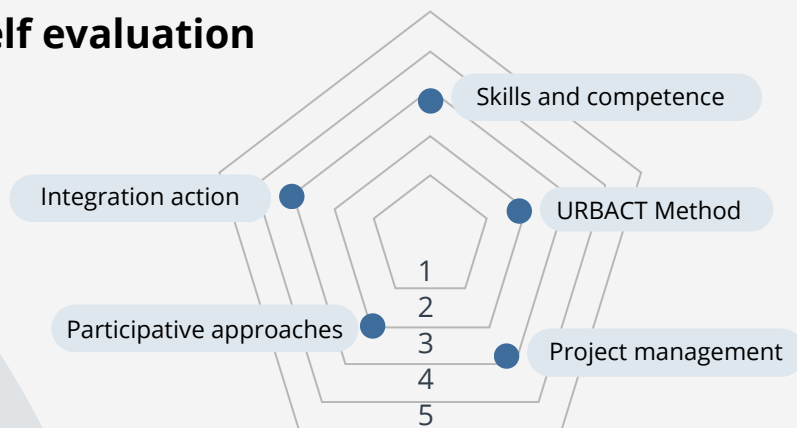 elf evaluation
Skills and competence
Integration action
URBACT Method
1
2
Participative approaches
3
Project management
4
5